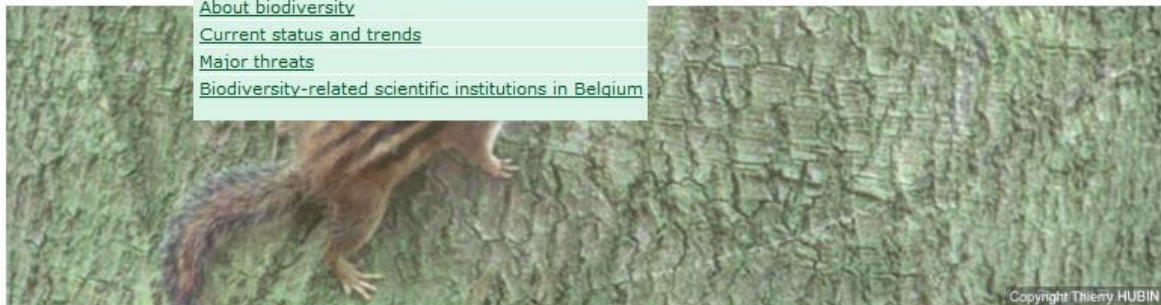 About biodiversity
Current status and trends
Major threats
Biodiversity-related scientific institutions in Belgium
Copyright Thierry HUBIN